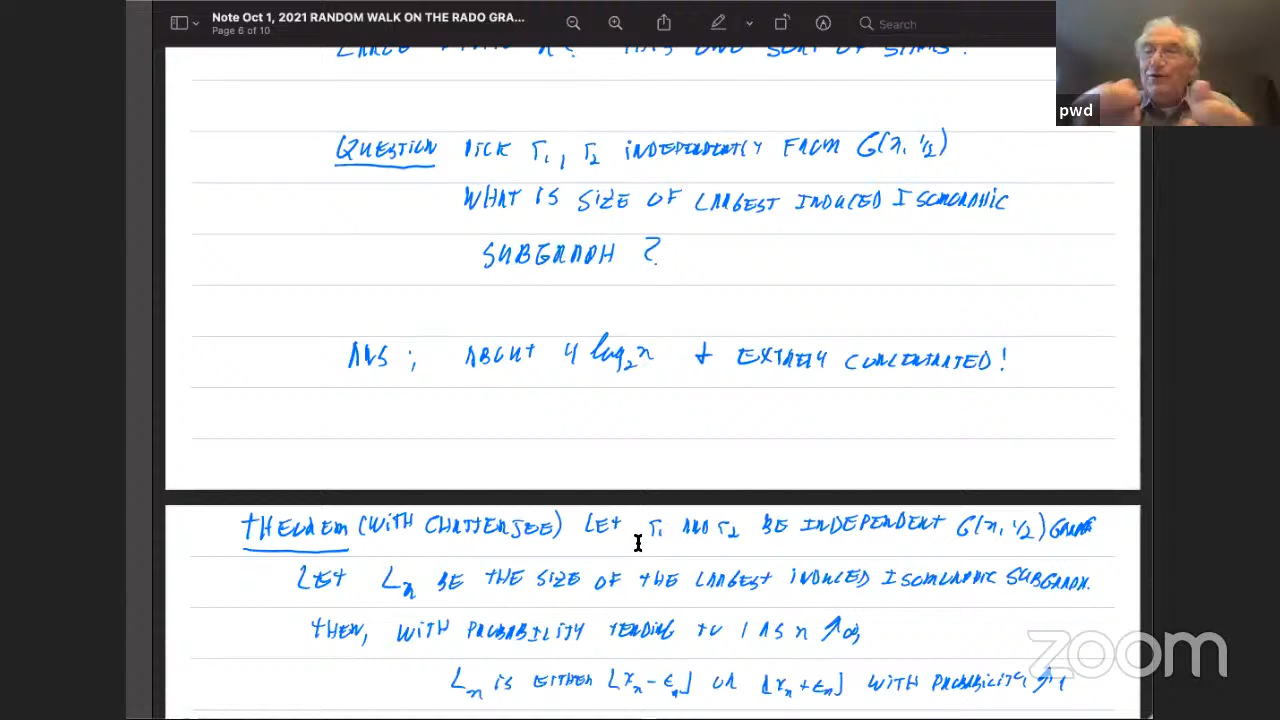 Note Oct 1, 2021 RANDOM WALK ON THE RADO GRA...
Page 6 of 10
Search
pwd
QUESTION PICK Γ₁, Γ₂ INDEPENDENTLY FROM G(n, 1/2)
WHAT IS SIZE OF LARGEST INDUCED ISOMORPHIC
SUBGRAPH ?
ANS ; ABOUT 4 log₂ n + EXTREMELY CONCENTRATED!
THEOREM (WITH CHATTERJEE) LET Γ₁ AND Γ₂ BE INDEPENDENT G(n, 1/2) GRAPHS
LET Lₙ BE THE SIZE OF THE LARGEST INDUCED ISOMORPHIC SUBGRAPH.
THEN, WITH PROBABILITY TENDING TO 1 AS n ↗ ∞,
Lₙ IS EITHER ⌊xₙ - εₙ⌋ OR ⌊xₙ + εₙ⌋ WITH PROBABILITY ↗ 1
zoom